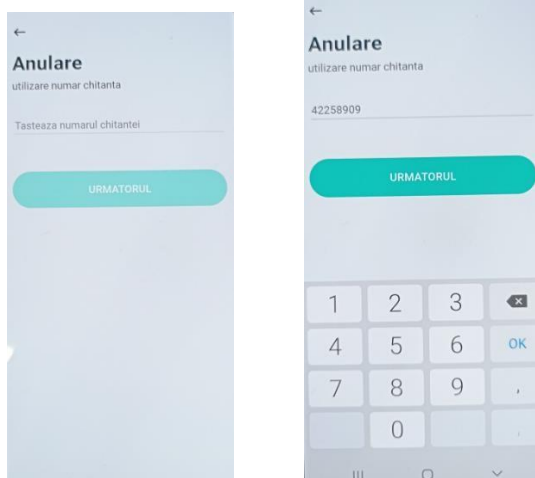 Anulare
utilizare numar chitanta
Tasteaza numarul chitantei
URMATORUL
Anulare
utilizare numar chitanta
42258909
URMATORUL
1 2 3
4 5 6 OK
7 8 9 ,
0 .